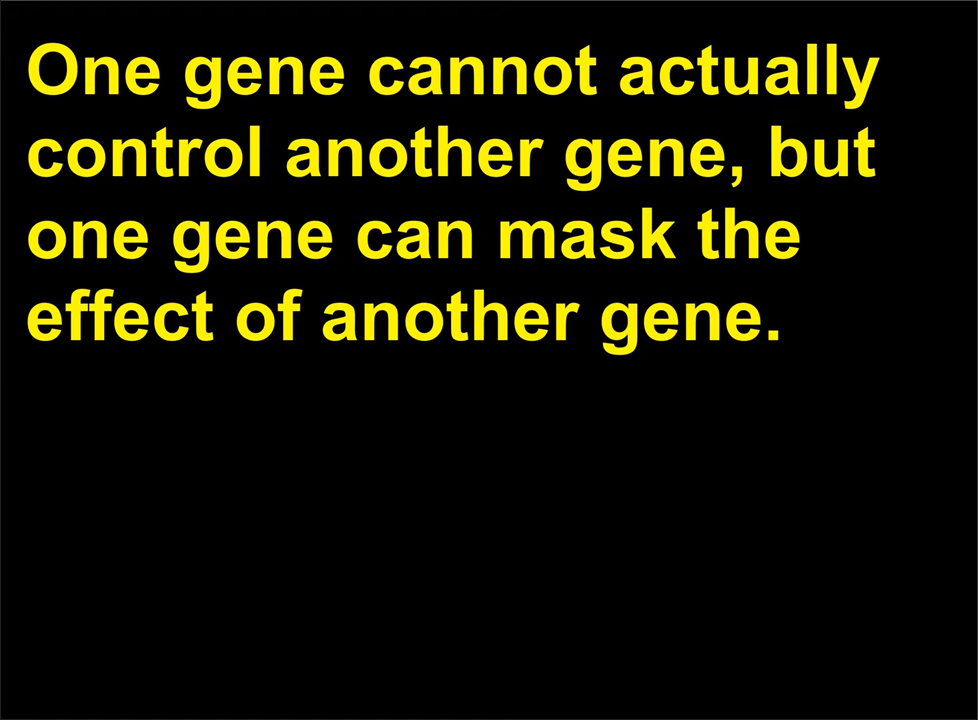 One gene cannot actually
control another gene, but
one gene can mask the
effect of another gene.